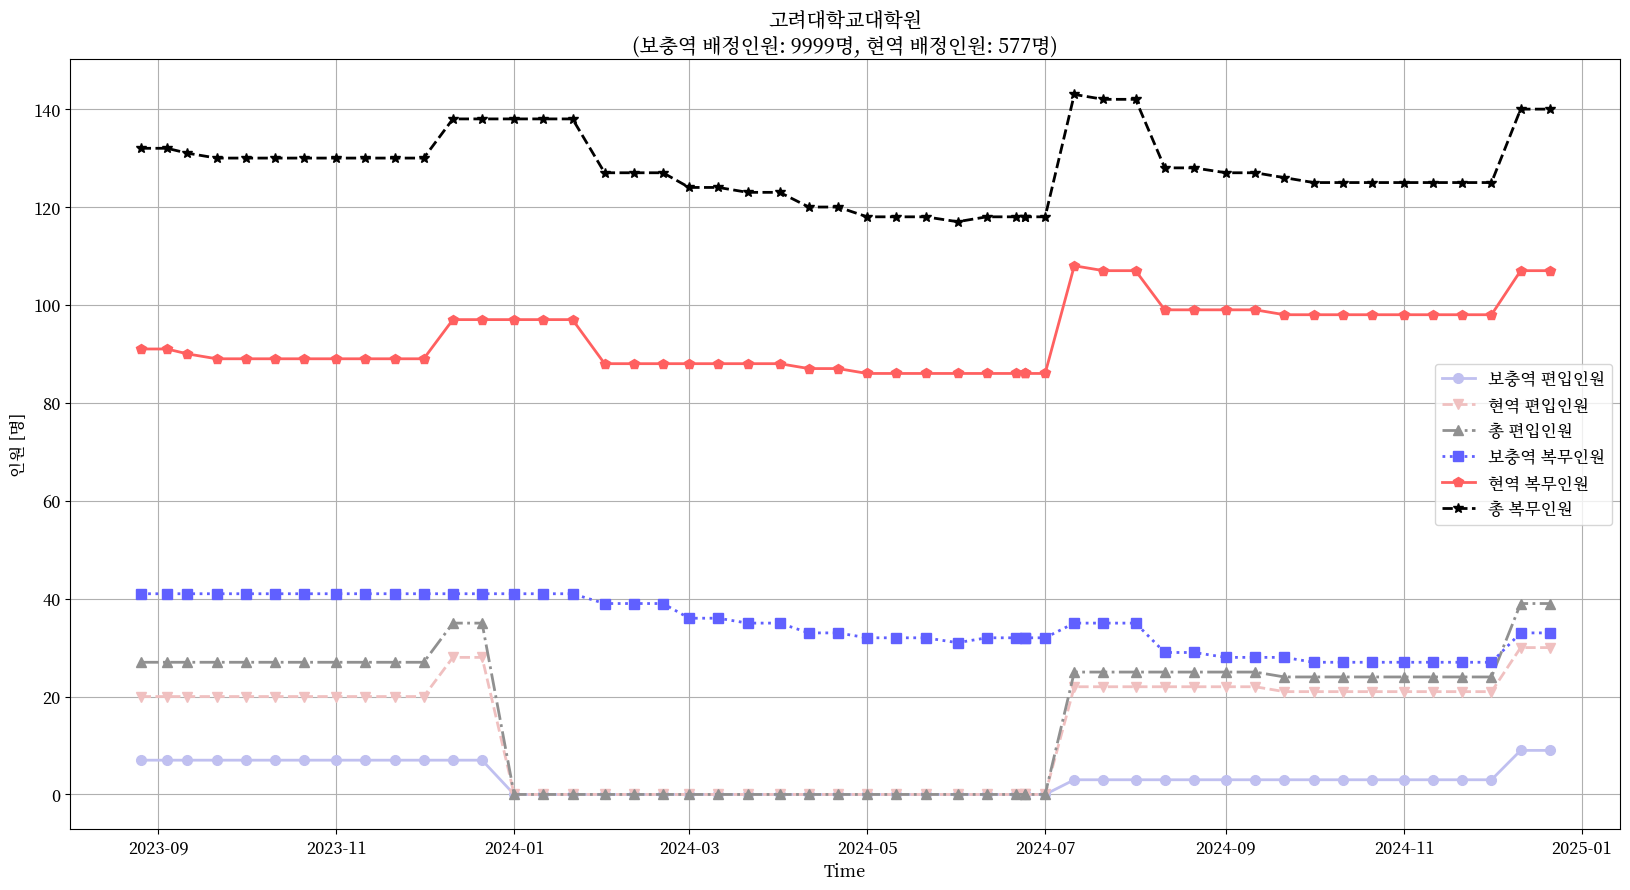 고려대학교대학원
(보충역 배정인원: 9999명, 현역 배정인원: 577명)
인원 [명]
140
120
100
80
60
40
20
0
보충역 편입인원
현역 편입인원
총 편입인원
보충역 복무인원
현역 복무인원
총 복무인원
2023-09
2023-11
2024-01
2024-03
2024-05
2024-07
2024-09
2024-11
2025-01
Time